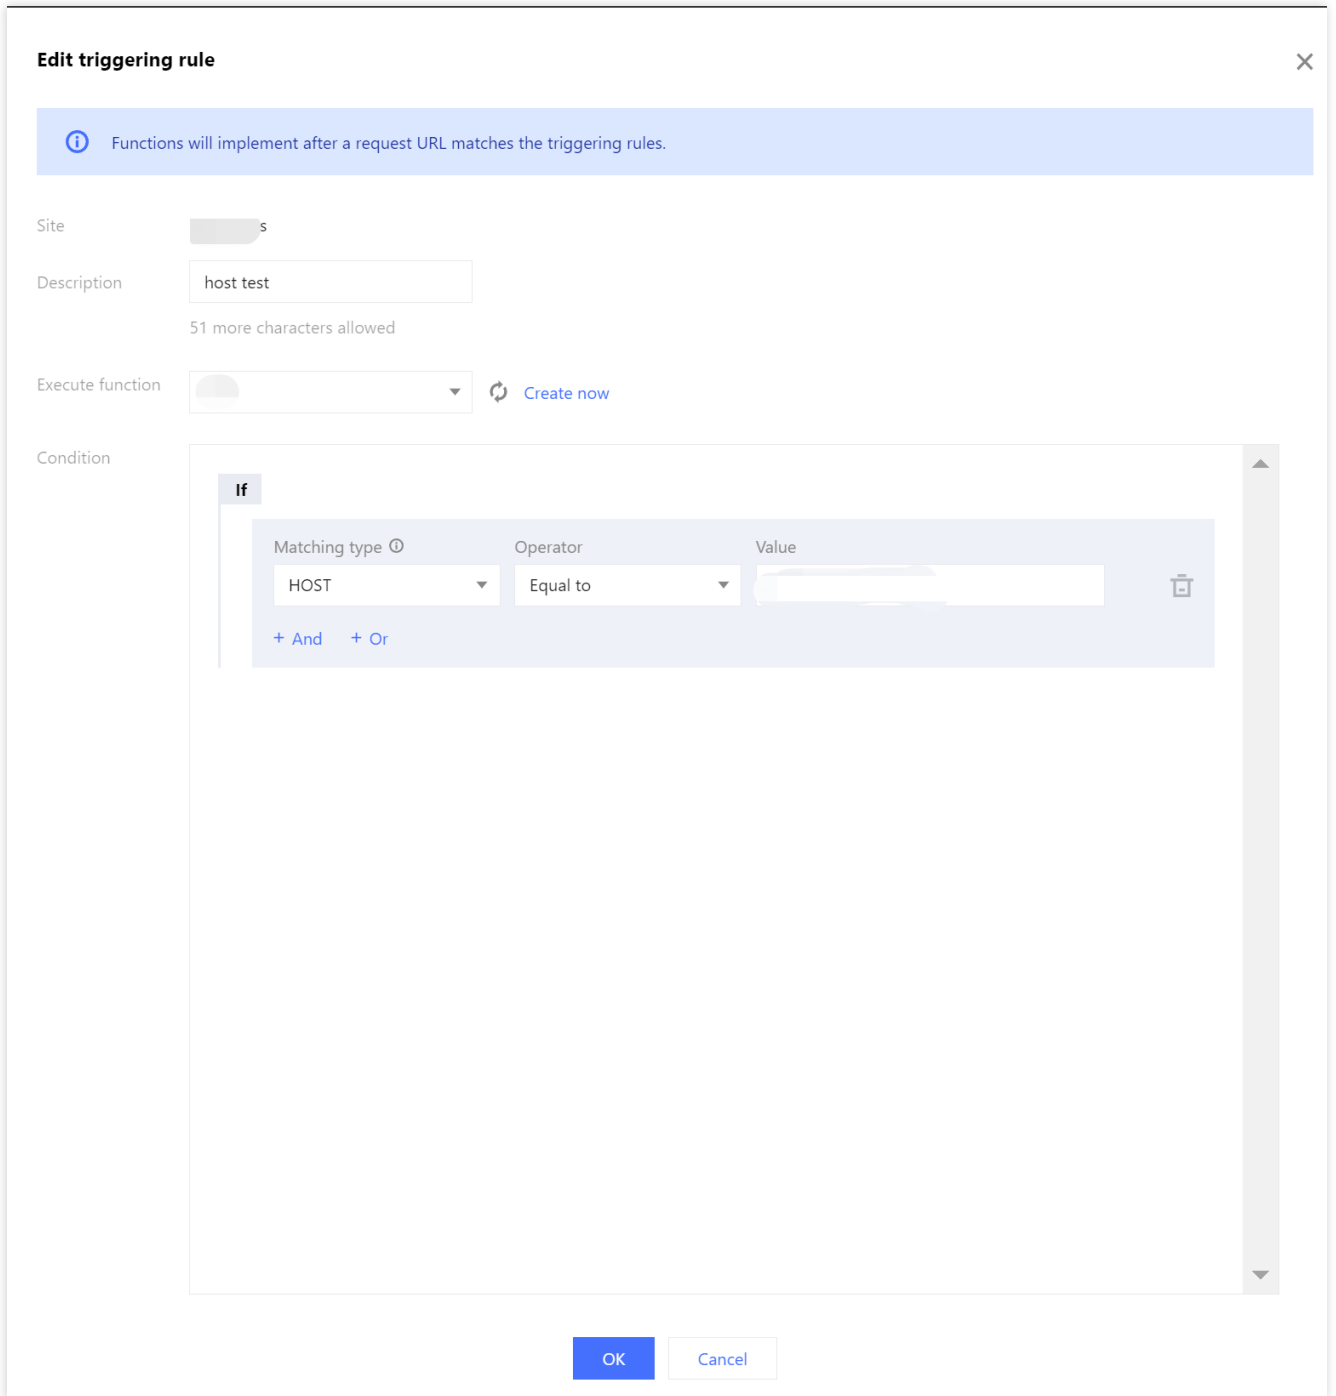 Edit triggering rule
Functions will implement after a request URL matches the triggering rules.
Site
s
Description
host test
51 more characters allowed
Execute function
Create now
Condition
If
Matching type
Operator
Value
HOST
Equal to
+ And + Or
OK
Cancel